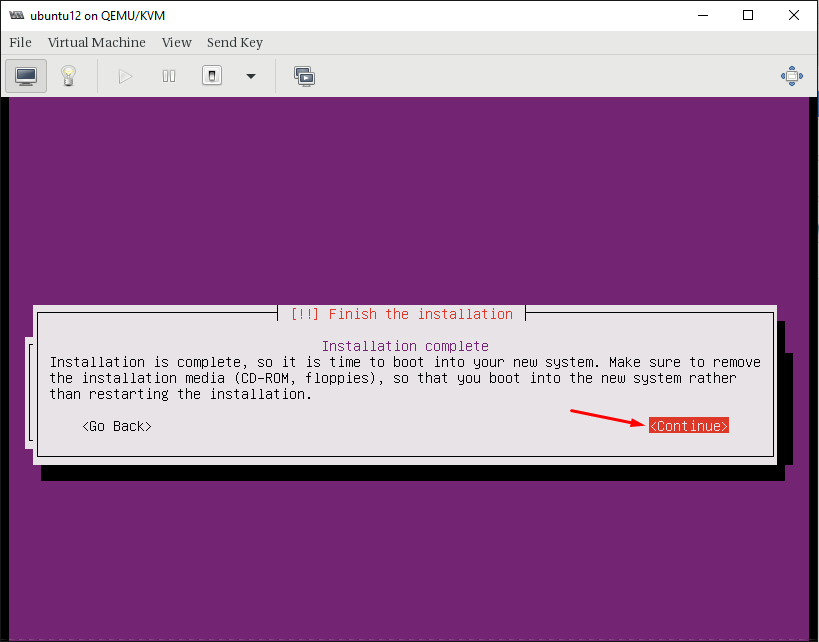 ubuntu12 on QEMU/KVM
File Virtual Machine View Send Key
[!!] Finish the installation
Installation complete
Installation is complete, so it is time to boot into your new system. Make sure to remove
the installation media (CD-ROM, floppies), so that you boot into the new system rather
than restarting the installation.
<Go Back> <Continue>